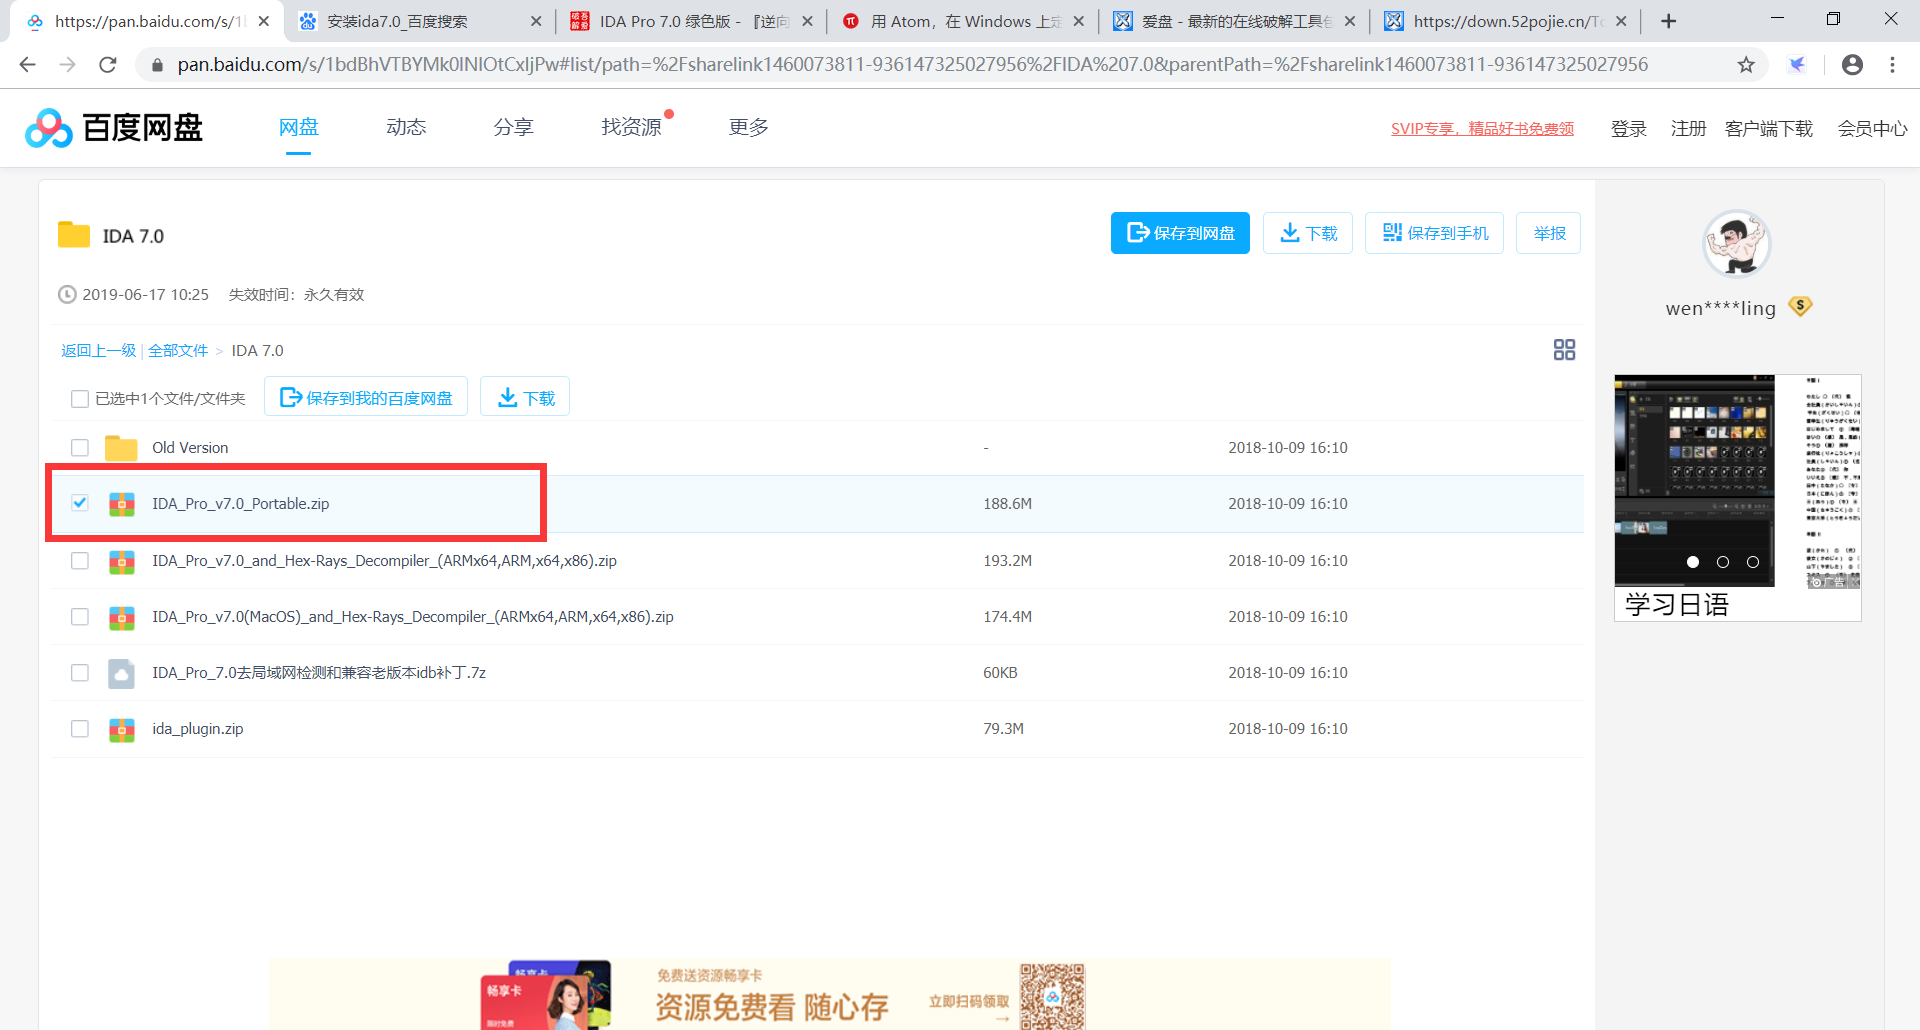 https://pan.baidu.com/s/1
安装ida7.0_百度搜索
IDA Pro 7.0 绿色版 - 『逆向
用 Atom，在 Windows 上定
爱盘 - 最新的在线破解工具包
https://down.52pojie.cn/To
pan.baidu.com/s/1bdBhVTBYMk0INIOtCxIjPw#list/path=%2Fsharelink1460073811-936147325027956%2FIDA%207.0&parentPath=%2Fsharelink1460073811-936147325027956
百度网盘
网盘
动态
分享
找资源
更多
SVIP专享，精品好书免费领
登录
注册
客户端下载
会员中心
IDA 7.0
保存到网盘
下载
保存到手机
举报
2019-06-17 10:25 失效时间：永久有效
wen****ling
返回上一级 | 全部文件 > IDA 7.0
已选中1个文件/文件夹
保存到我的百度网盘
下载
Old Version - 2018-10-09 16:10
IDA_Pro_v7.0_Portable.zip 188.6M 2018-10-09 16:10
IDA_Pro_v7.0_and_Hex-Rays_Decompiler_(ARMx64,ARM,x64,x86).zip 193.2M 2018-10-09 16:10
IDA_Pro_v7.0(MacOS)_and_Hex-Rays_Decompiler_(ARMx64,ARM,x64,x86).zip 174.4M 2018-10-09 16:10
IDA_Pro_7.0去局域网检测和兼容老版本idb补丁.7z 60KB 2018-10-09 16:10
ida_plugin.zip 79.3M 2018-10-09 16:10
广告
学习日语
畅享卡
畅享卡
限时免费
免费送资源畅享卡
资源免费看 随心存
立即扫码领取
→